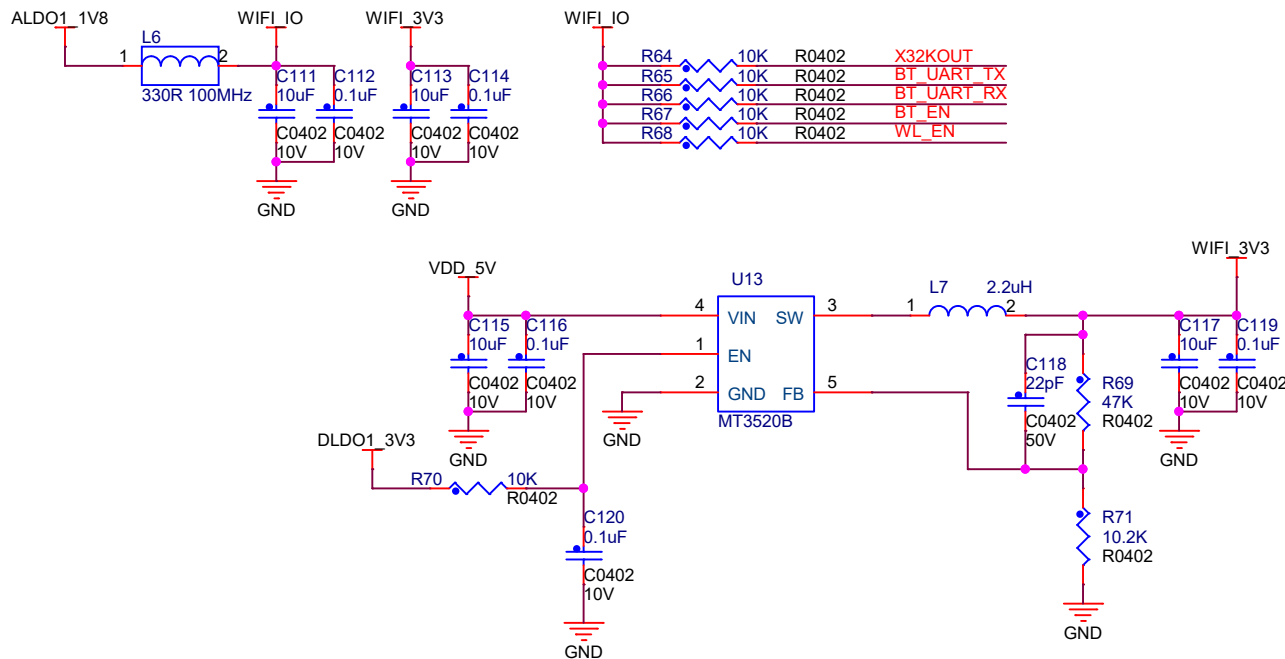 ALDO1_1V8
WIFI_IO
WIFI_3V3
WIFI_IO
L6
1
2
330R 100MHz
C111
10uF
C0402
10V
C112
0.1uF
C0402
10V
GND
C113
10uF
C0402
10V
C114
0.1uF
C0402
10V
GND
R64 10K R0402 X32KOUT
R65 10K R0402 BT_UART_TX
R66 10K R0402 BT_UART_RX
R67 10K R0402 BT_EN
R68 10K R0402 WL_EN
VDD_5V
C115
10uF
C0402
10V
C116
0.1uF
C0402
10V
GND
U13
4 VIN SW 3
1 EN
2 GND FB 5
MT3520B
GND
L7 2.2uH
1 2
WIFI_3V3
C118
22pF
C0402
50V
R69
47K
R0402
C117
10uF
C0402
10V
C119
0.1uF
C0402
10V
GND
DLDO1_3V3
R70 10K
R0402
C120
0.1uF
C0402
10V
GND
R71
10.2K
R0402
GND